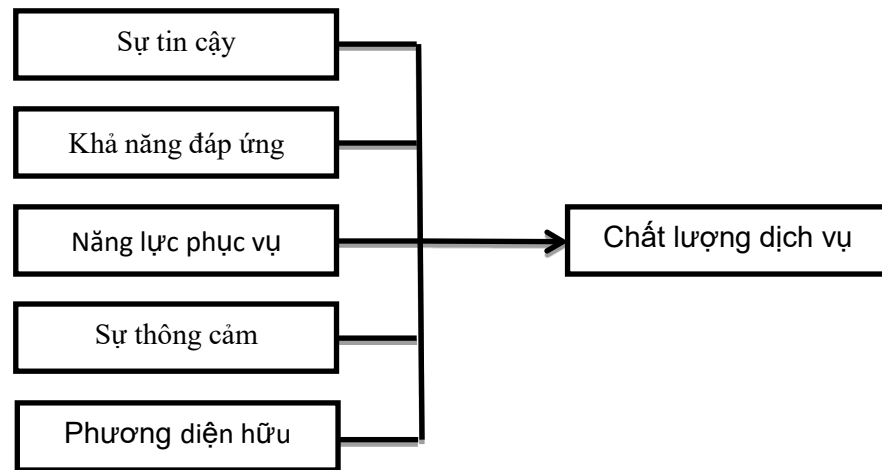 Sự tin cậy
Khả năng đáp ứng
Năng lực phục vụ
Chất lượng dịch vụ
Sự thông cảm
Phương diện hữu